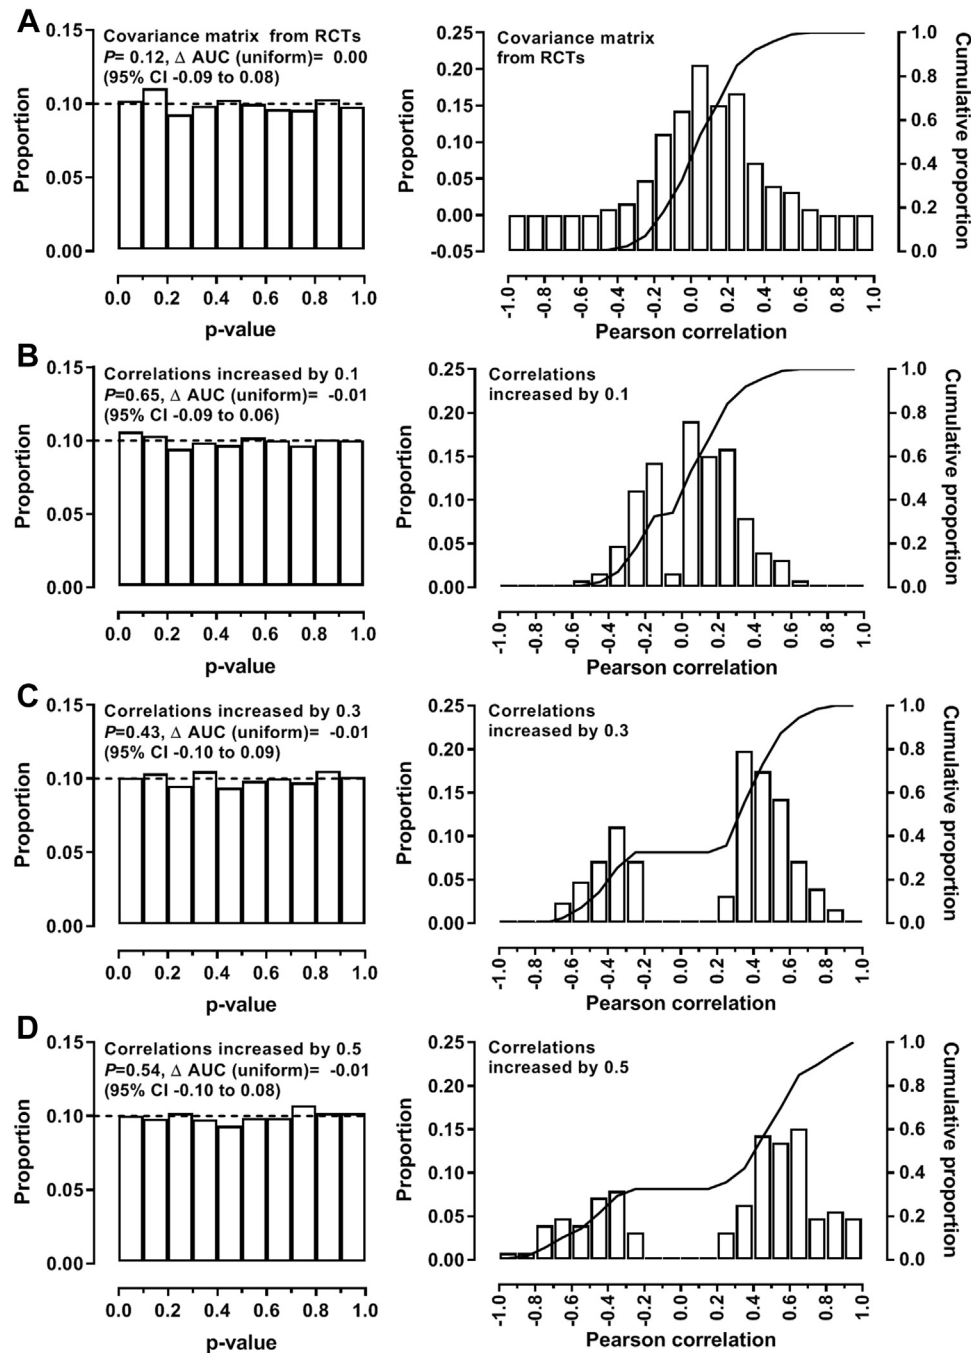 A
0.15
0.10
0.05
0.00
Proportion
Covariance matrix from RCTs
P= 0.12, Δ AUC (uniform)= 0.00
(95% CI -0.09 to 0.08)
0.0 0.2 0.4 0.6 0.8 1.0
p-value
0.25
0.20
0.15
0.10
0.05
0.00
-0.05
Proportion
Covariance matrix
from RCTs
1.0
0.8
0.6
0.4
0.2
0.0
Cumulative proportion
-1.0 -0.8 -0.6 -0.4 -0.2 0.0 0.2 0.4 0.6 0.8 1.0
Pearson correlation
B
0.15
0.10
0.05
0.00
Proportion
Correlations increased by 0.1
P=0.65, Δ AUC (uniform)= -0.01
(95% CI -0.09 to 0.06)
0.0 0.2 0.4 0.6 0.8 1.0
p-value
0.25
0.20
0.15
0.10
0.05
0.00
Proportion
Correlations
increased by 0.1
1.0
0.8
0.6
0.4
0.2
0.0
Cumulative proportion
-1.0 -0.8 -0.6 -0.4 -0.2 0.0 0.2 0.4 0.6 0.8 1.0
Pearson correlation
C
0.15
0.10
0.05
0.00
Proportion
Correlations increased by 0.3
P=0.43, Δ AUC (uniform)= -0.01
(95% CI -0.10 to 0.09)
0.0 0.2 0.4 0.6 0.8 1.0
p-value
0.25
0.20
0.15
0.10
0.05
0.00
Proportion
Correlations
increased by 0.3
1.0
0.8
0.6
0.4
0.2
0.0
Cumulative proportion
-1.0 -0.8 -0.6 -0.4 -0.2 0.0 0.2 0.4 0.6 0.8 1.0
Pearson correlation
D
0.15
0.10
0.05
0.00
Proportion
Correlations increased by 0.5
P=0.54, Δ AUC (uniform)= -0.01
(95% CI -0.10 to 0.08)
0.0 0.2 0.4 0.6 0.8 1.0
p-value
0.25
0.20
0.15
0.10
0.05
0.00
Proportion
Correlations
increased by 0.5
1.0
0.8
0.6
0.4
0.2
0.0
Cumulative proportion
-1.0 -0.8 -0.6 -0.4 -0.2 0.0 0.2 0.4 0.6 0.8 1.0
Pearson correlation